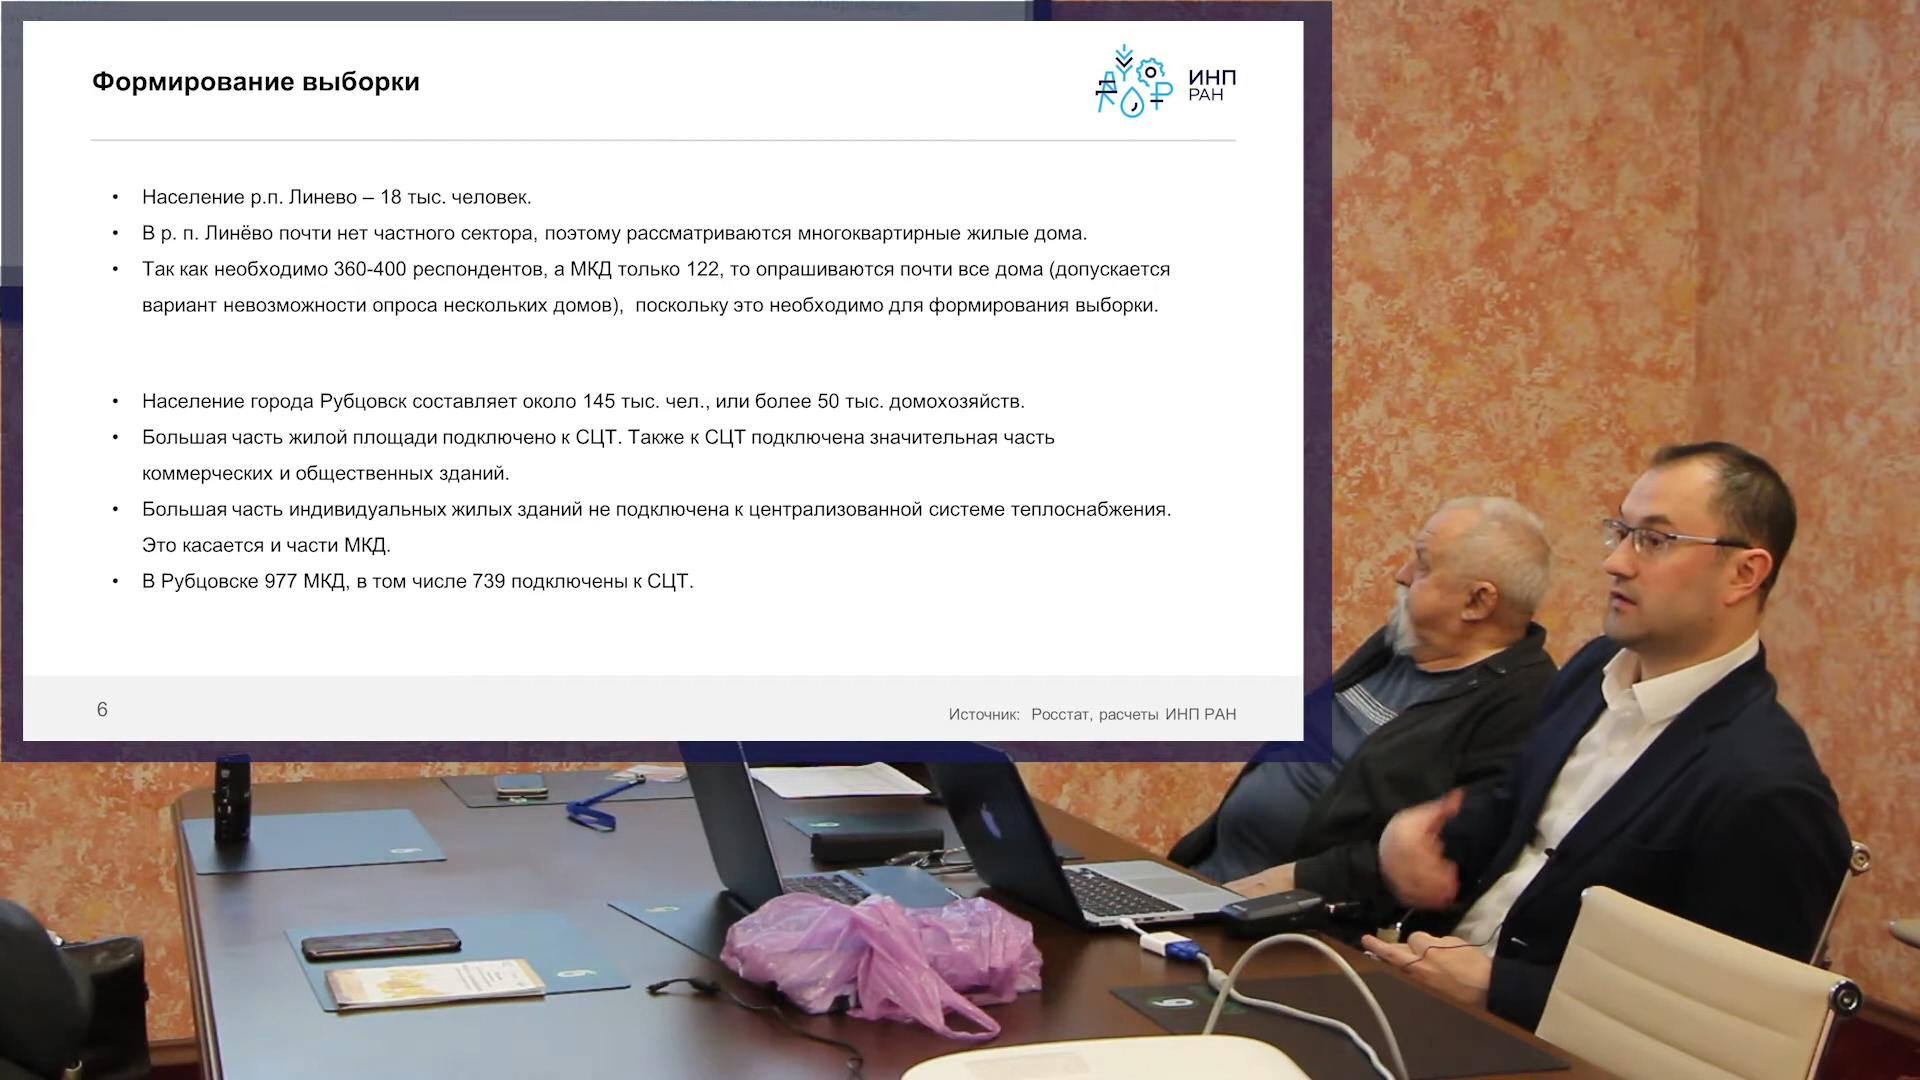 Формирование выборки
ИНП
РАН
• Население р.п. Линево – 18 тыс. человек.
• В р. п. Линёво почти нет частного сектора, поэтому рассматриваются многоквартирные жилые дома.
• Так как необходимо 360-400 респондентов, а МКД только 122, то опрашиваются почти все дома (допускается
вариант невозможности опроса нескольких домов), поскольку это необходимо для формирования выборки.
• Население города Рубцовск составляет около 145 тыс. чел., или более 50 тыс. домохозяйств.
• Большая часть жилой площади подключено к СЦТ. Также к СЦТ подключена значительная часть
коммерческих и общественных зданий.
• Большая часть индивидуальных жилых зданий не подключена к централизованной системе теплоснабжения.
Это касается и части МКД.
• В Рубцовске 977 МКД, в том числе 739 подключены к СЦТ.
6
Источник: Росстат, расчеты ИНП РАН